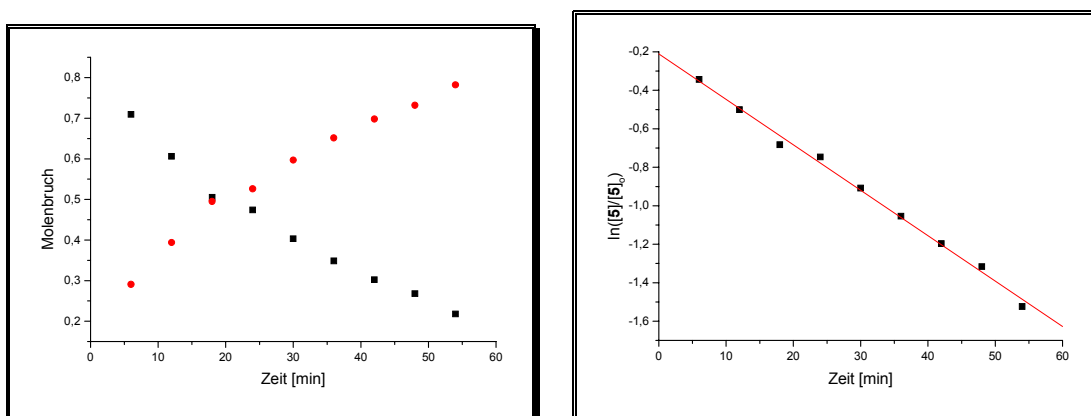 0,8
0,7
0,6
0,5
0,4
0,3
0,2
Molenbruch
0 10 20 30 40 50 60
Zeit [min]
-0,2
-0,4
-0,6
-0,8
-1,0
-1,2
-1,4
-1,6
ln([5]/[5]₀)
0 10 20 30 40 50 60
Zeit [min]